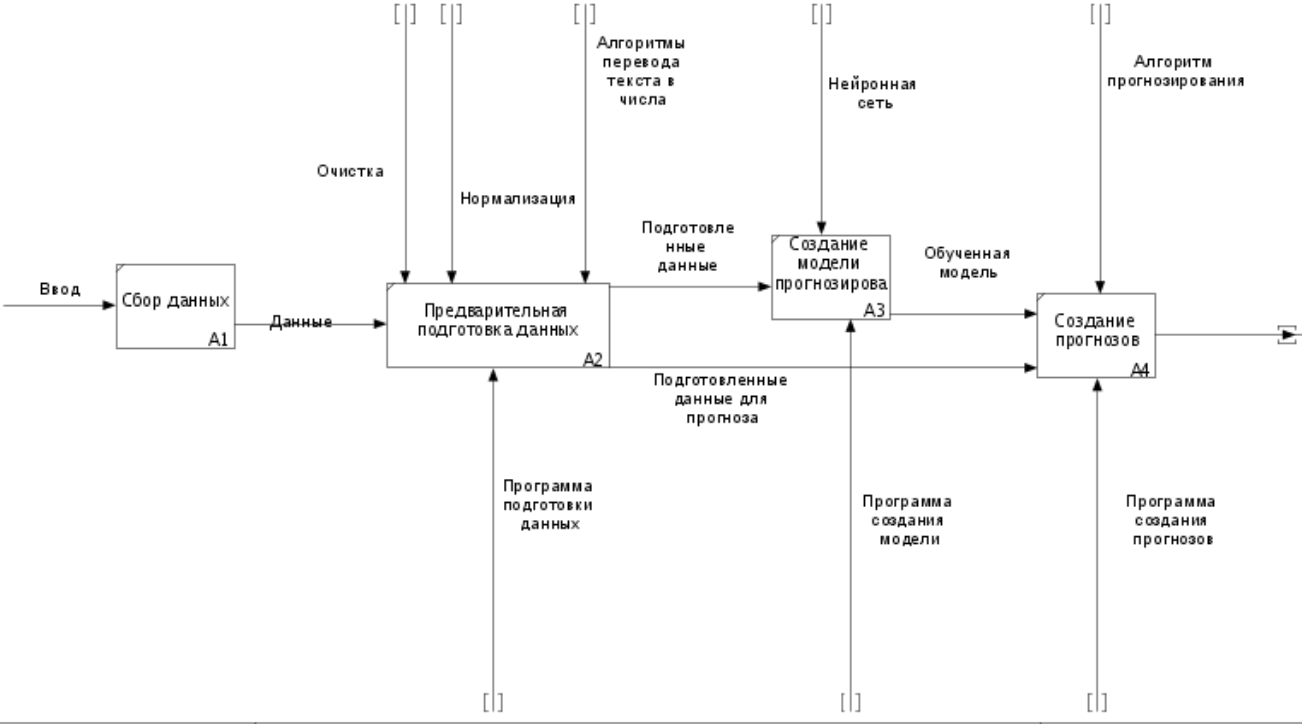 Алгоритмы
перевода
текста в
числа
Нейронная
сеть
Алгоритм
прогнозирования
Очистка
Нормализация
Подготовле
нные
данные
Создание
модели
прогнозирова
A3
Обученная
модель
Ввод
Сбор данных
A1
Данные
Предварительная
подготовка данных
A2
Создание
прогнозов
A4
Подготовленные
данные для
прогноза
Программа
подготовки
данных
Программа
создания
модели
Программа
создания
прогнозов